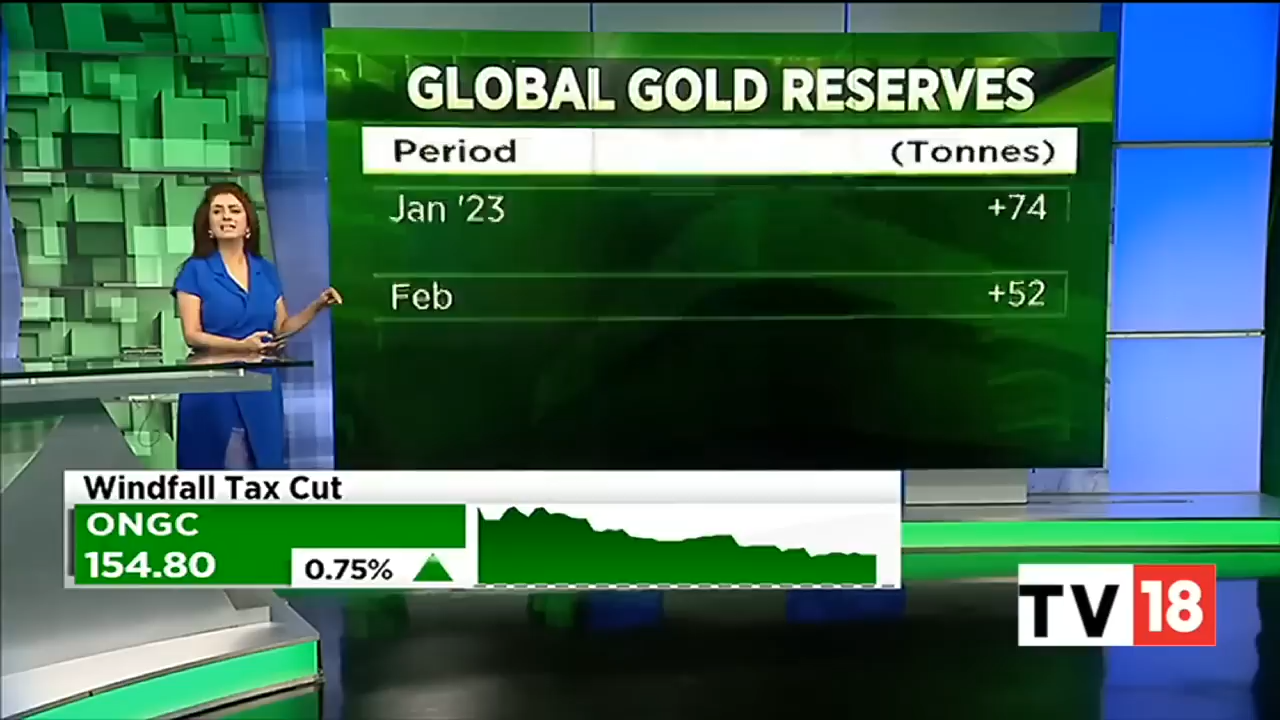 GLOBAL GOLD RESERVES
Period (Tonnes)
Jan '23 +74
Feb +52
Windfall Tax Cut
ONGC
154.80 0.75%
TV18